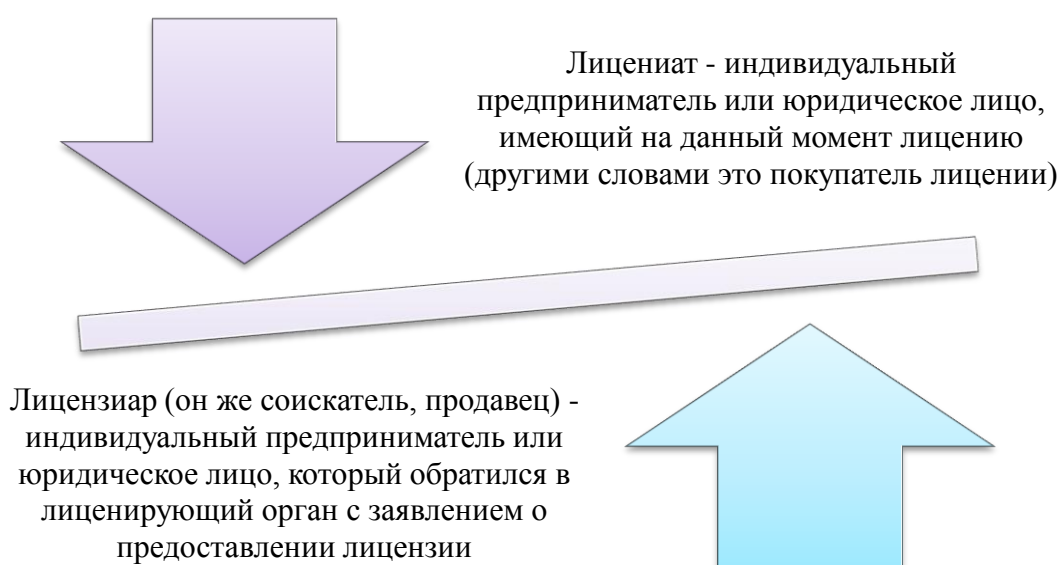 Лицениат - индивидуальный
предприниматель или юридическое лицо,
имеющий на данный момент лицению
(другими словами это покупатель лицении)
Лицензиар (он же соискатель, продавец) -
индивидуальный предприниматель или
юридическое лицо, который обратился в
лиценирующий орган с заявлением о
предоставлении лицензии